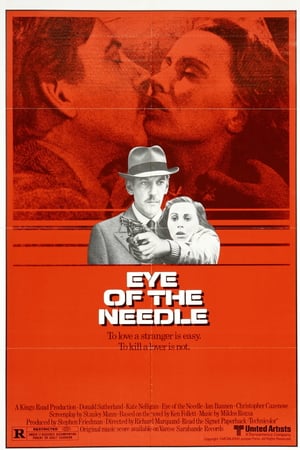 EYE
OF THE
NEEDLE
To love a stranger is easy.
To kill a lover is not.
A Kings Road Production · Donald Sutherland · Kate Nelligan · Eye of the Needle · Ian Bannen · Christopher Cazenove
Screenplay by Stanley Mann · Based on the novel by Ken Follett · Music by Miklos Rozsa
Produced by Stephen Friedman · Directed by Richard Marquand · Read the Signet Paperback · Technicolor®
R
RESTRICTED
Original music score available on Varese Sarabande Records.
United Artists